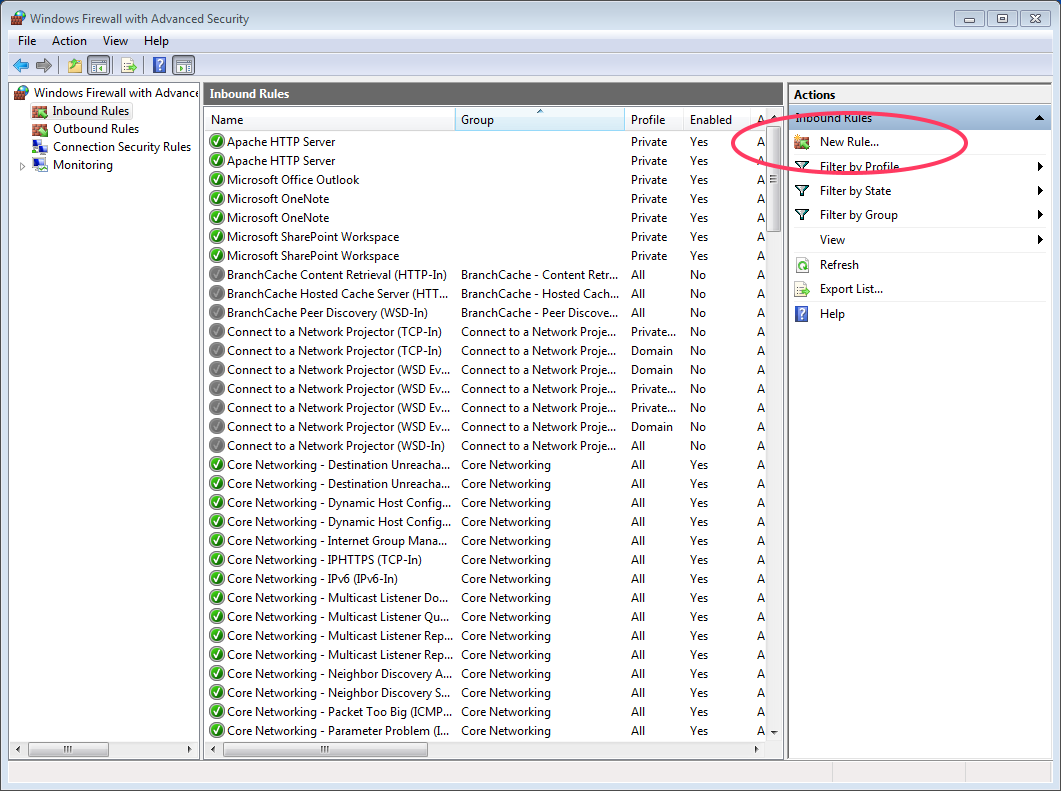 Windows Firewall with Advanced Security
File Action View Help
Windows Firewall with Advance
Inbound Rules
Outbound Rules
Connection Security Rules
Monitoring
Inbound Rules
Name Group Profile Enabled A
Apache HTTP Server Private Yes A
Apache HTTP Server Private Yes A
Microsoft Office Outlook Private Yes A
Microsoft OneNote Private Yes A
Microsoft OneNote Private Yes A
Microsoft SharePoint Workspace Private Yes A
Microsoft SharePoint Workspace Private Yes A
BranchCache Content Retrieval (HTTP-In) BranchCache - Content Retr... All No A
BranchCache Hosted Cache Server (HTT... BranchCache - Hosted Cach... All No A
BranchCache Peer Discovery (WSD-In) BranchCache - Peer Discove... All No A
Connect to a Network Projector (TCP-In) Connect to a Network Proje... Private... No A
Connect to a Network Projector (TCP-In) Connect to a Network Proje... Domain No A
Connect to a Network Projector (WSD Ev... Connect to a Network Proje... Domain No A
Connect to a Network Projector (WSD Ev... Connect to a Network Proje... Private... No A
Connect to a Network Projector (WSD Ev... Connect to a Network Proje... Private... No A
Connect to a Network Projector (WSD Ev... Connect to a Network Proje... Domain No A
Connect to a Network Projector (WSD-In) Connect to a Network Proje... All No A
Core Networking - Destination Unreacha... Core Networking All Yes A
Core Networking - Destination Unreacha... Core Networking All Yes A
Core Networking - Dynamic Host Config... Core Networking All Yes A
Core Networking - Dynamic Host Config... Core Networking All Yes A
Core Networking - Internet Group Mana... Core Networking All Yes A
Core Networking - IPHTTPS (TCP-In) Core Networking All Yes A
Core Networking - IPv6 (IPv6-In) Core Networking All Yes A
Core Networking - Multicast Listener Do... Core Networking All Yes A
Core Networking - Multicast Listener Qu... Core Networking All Yes A
Core Networking - Multicast Listener Rep... Core Networking All Yes A
Core Networking - Multicast Listener Rep... Core Networking All Yes A
Core Networking - Neighbor Discovery A... Core Networking All Yes A
Core Networking - Neighbor Discovery S... Core Networking All Yes A
Core Networking - Packet Too Big (ICMP... Core Networking All Yes A
Core Networking - Parameter Problem (I... Core Networking All Yes A
Actions
Inbound Rules
New Rule...
Filter by Profile
Filter by State
Filter by Group
View
Refresh
Export List...
Help